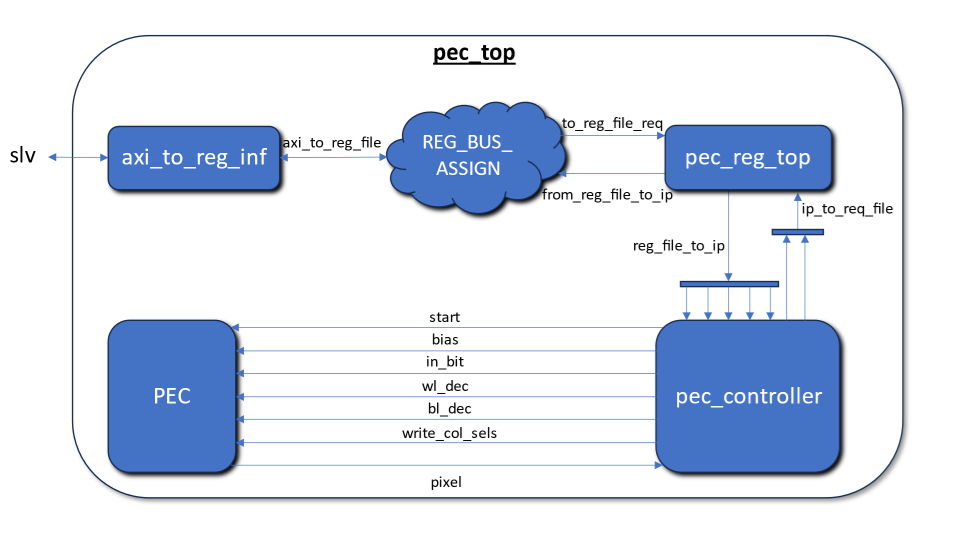 pec_top
slv
axi_to_reg_inf
axi_to_reg_file
REG_BUS_
ASSIGN
to_reg_file_req
from_reg_file_to_ip
pec_reg_top
ip_to_req_file
reg_file_to_ip
PEC
start
bias
in_bit
wl_dec
bl_dec
write_col_sels
pixel
pec_controller